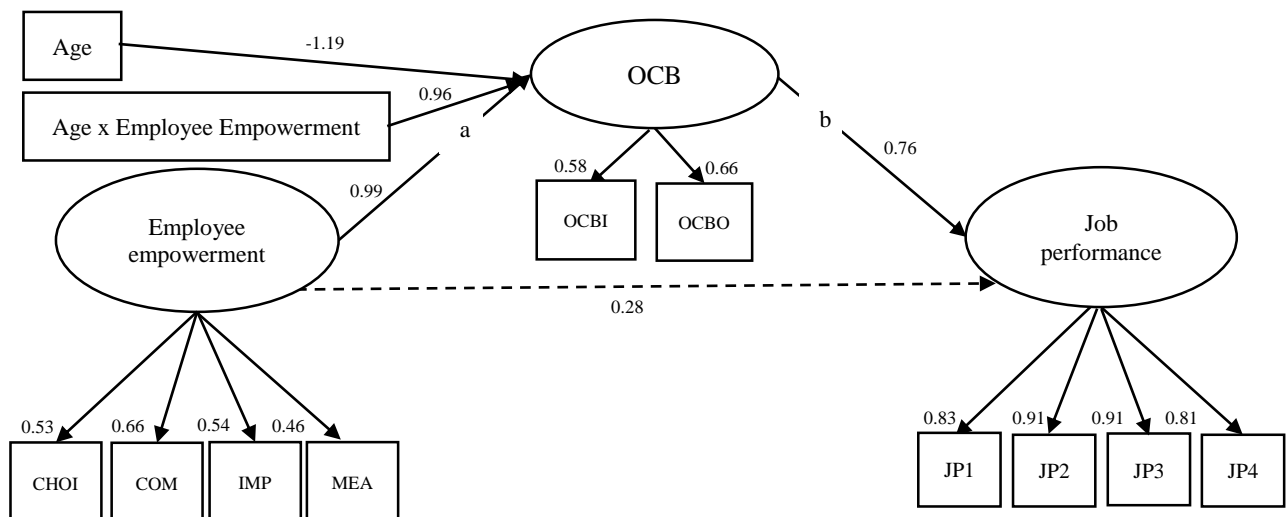 Age
-1.19
OCB
0.96
Age x Employee Empowerment
a
b
0.99
0.58
0.66
0.76
Employee
empowerment
OCBI
OCBO
Job
performance
0.28
0.53
0.66
0.54
0.46
0.83
0.91
0.91
0.81
CHOI
COM
IMP
MEA
JP1
JP2
JP3
JP4